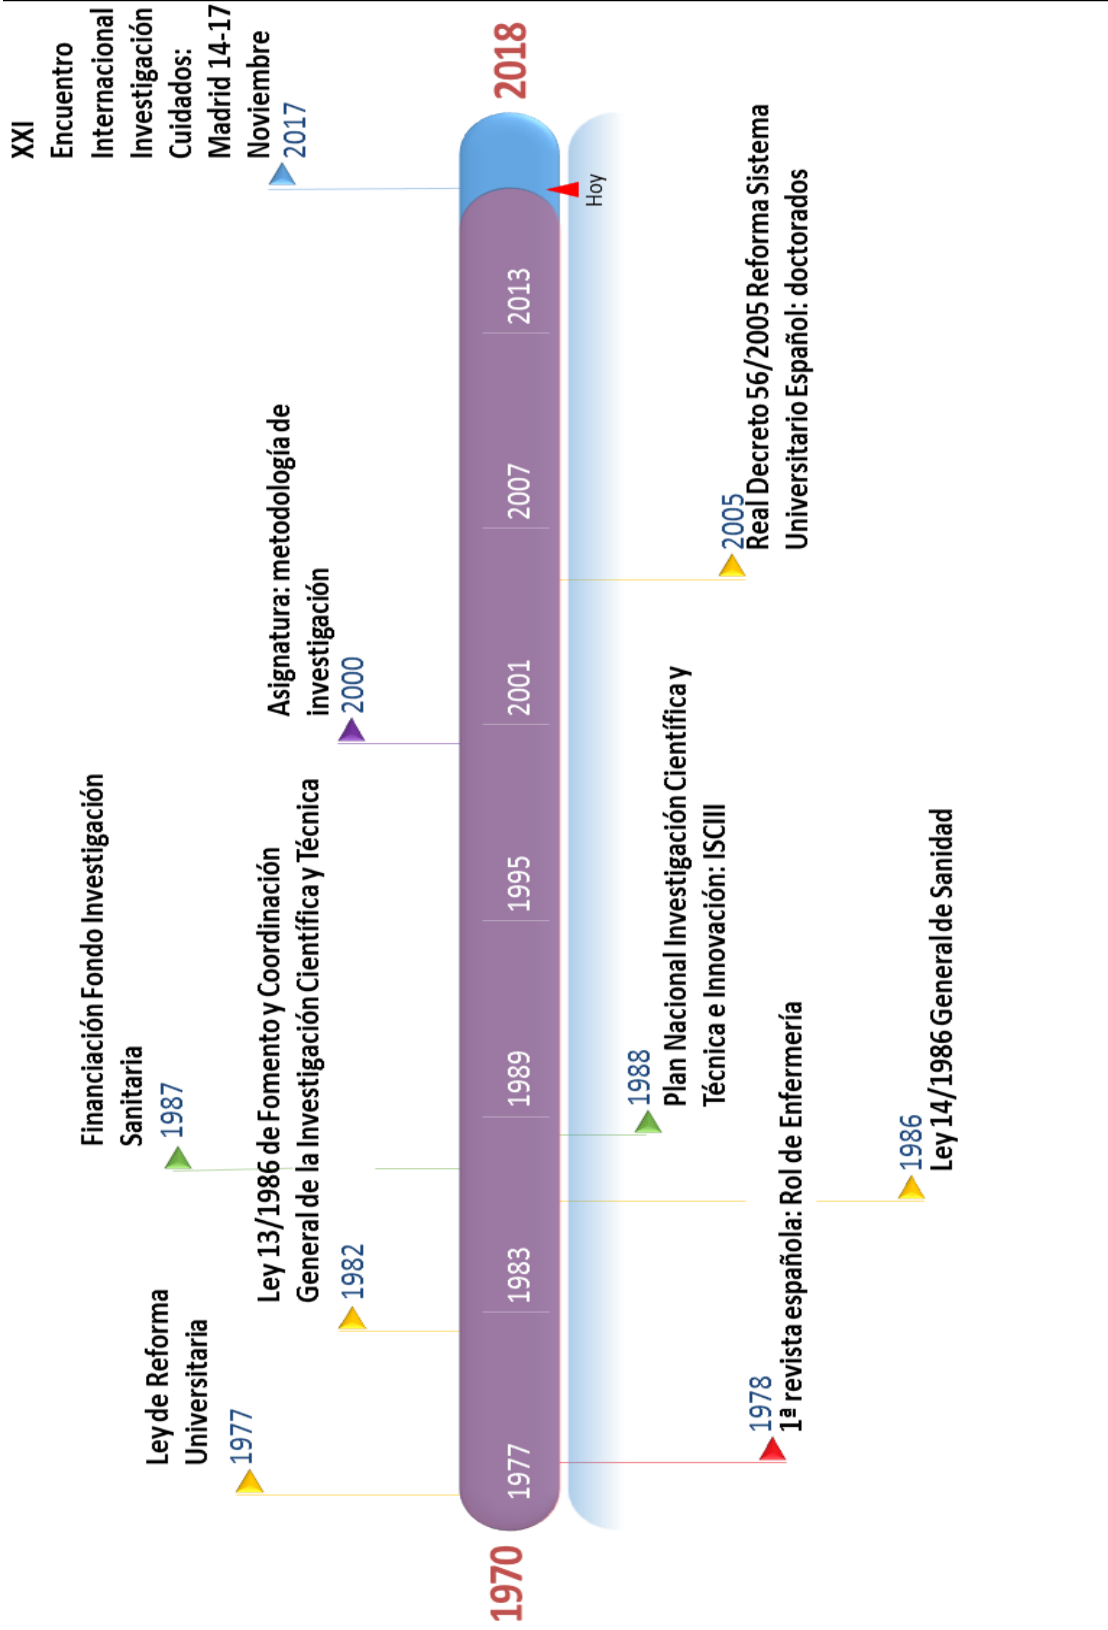 XXI
Encuentro
Internacional
Investigación
Cuidados:
Madrid 14-17
Noviembre
2017
Financiación Fondo Investigación
Sanitaria
1987
Ley de Reforma
Universitaria
1977
Ley 13/1986 de Fomento y Coordinación
General de la Investigación Científica y Técnica
1982
Asignatura: metodología de
investigación
2000
1970
1977
1983
1989
1995
2001
2007
2013
2018
Hoy
1988
Plan Nacional Investigación Científica y
Técnica e Innovación: ISCIII
2005
Real Decreto 56/2005 Reforma Sistema
Universitario Español: doctorados
1978
1ª revista española: Rol de Enfermería
1986
Ley 14/1986 General de Sanidad